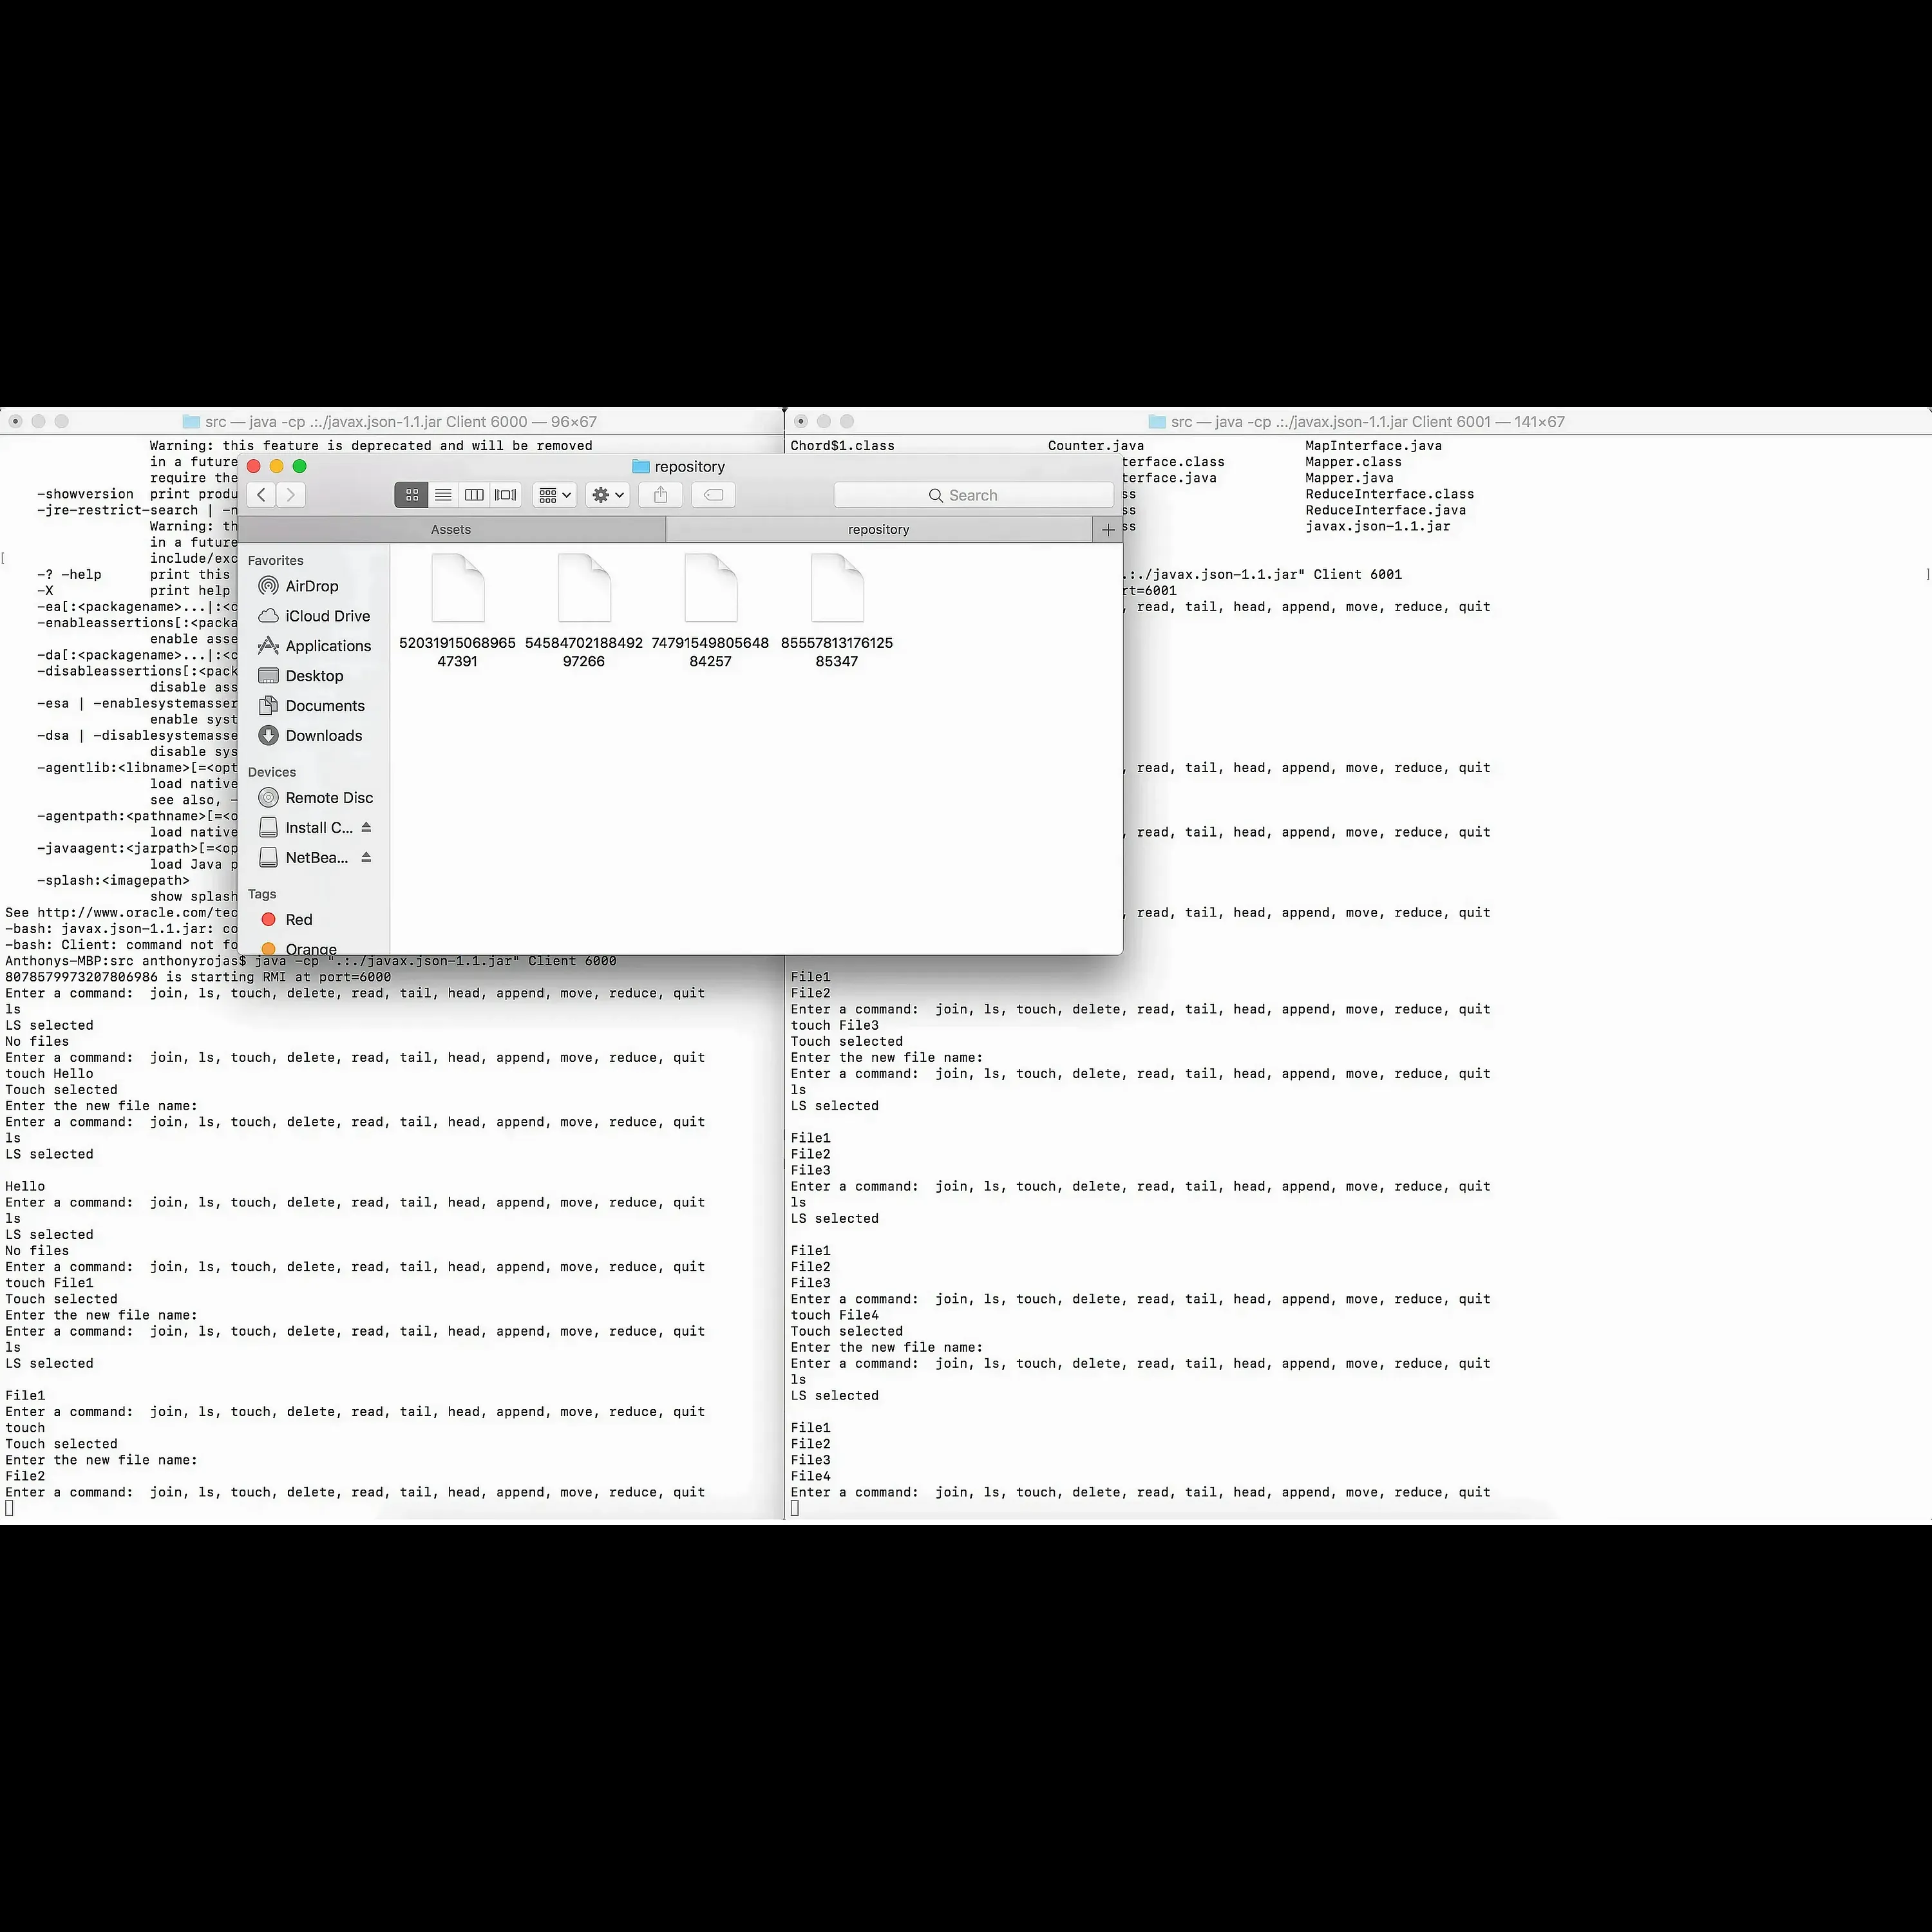 src — java -cp .:./javax.json-1.1.jar Client 6000 — 96×67
Warning: this feature is deprecated and will be removed
in a future
require the
-showversion print produ
-jre-restrict-search | -n
Warning: th
in a future
include/exc
-? -help print this
-X print help
-ea[:<packagename>...|:<c
-enableassertions[:<packa
enable asse
-da[:<packagename>...|:<c
-disableassertions[:<pack
disable ass
-esa | -enablesystemasser
enable syst
-dsa | -disablesystemasse
disable sys
-agentlib:<libname>[=<opt
load native
see also, -
-agentpath:<pathname>[=<o
load native
-javaagent:<jarpath>[=<op
load Java p
-splash:<imagepath>
show splash
See http://www.oracle.com/tec
-bash: javax.json-1.1.jar: co
-bash: Client: command not fo
Anthonys-MBP:src anthonyrojas$ java -cp ".:./javax.json-1.1.jar" Client 6000
8078579973207806986 is starting RMI at port=6000
Enter a command: join, ls, touch, delete, read, tail, head, append, move, reduce, quit
ls
LS selected
No files
Enter a command: join, ls, touch, delete, read, tail, head, append, move, reduce, quit
touch Hello
Touch selected
Enter the new file name:
Enter a command: join, ls, touch, delete, read, tail, head, append, move, reduce, quit
ls
LS selected
Hello
Enter a command: join, ls, touch, delete, read, tail, head, append, move, reduce, quit
ls
LS selected
No files
Enter a command: join, ls, touch, delete, read, tail, head, append, move, reduce, quit
touch File1
Touch selected
Enter the new file name:
Enter a command: join, ls, touch, delete, read, tail, head, append, move, reduce, quit
ls
LS selected
File1
Enter a command: join, ls, touch, delete, read, tail, head, append, move, reduce, quit
touch
Touch selected
Enter the new file name:
File2
Enter a command: join, ls, touch, delete, read, tail, head, append, move, reduce, quit
repository
Search
Assets
repository
Favorites
AirDrop
iCloud Drive
Applications
Desktop
Documents
Downloads
Devices
Remote Disc
Install C...
NetBea...
Tags
Red
Orange
52031915068965
47391
54584702188492
97266
74791549805648
84257
85557813176125
85347
src — java -cp .:./javax.json-1.1.jar Client 6001 — 141×67
Chord$1.class Counter.java MapInterface.java
terface.class Mapper.class
terface.java Mapper.java
ss ReduceInterface.class
ss ReduceInterface.java
ss javax.json-1.1.jar
.:./javax.json-1.1.jar" Client 6001
rt=6001
, read, tail, head, append, move, reduce, quit
, read, tail, head, append, move, reduce, quit
, read, tail, head, append, move, reduce, quit
, read, tail, head, append, move, reduce, quit
File1
File2
Enter a command: join, ls, touch, delete, read, tail, head, append, move, reduce, quit
touch File3
Touch selected
Enter the new file name:
Enter a command: join, ls, touch, delete, read, tail, head, append, move, reduce, quit
ls
LS selected
File1
File2
File3
Enter a command: join, ls, touch, delete, read, tail, head, append, move, reduce, quit
ls
LS selected
File1
File2
File3
Enter a command: join, ls, touch, delete, read, tail, head, append, move, reduce, quit
touch File4
Touch selected
Enter the new file name:
Enter a command: join, ls, touch, delete, read, tail, head, append, move, reduce, quit
ls
LS selected
File1
File2
File3
File4
Enter a command: join, ls, touch, delete, read, tail, head, append, move, reduce, quit